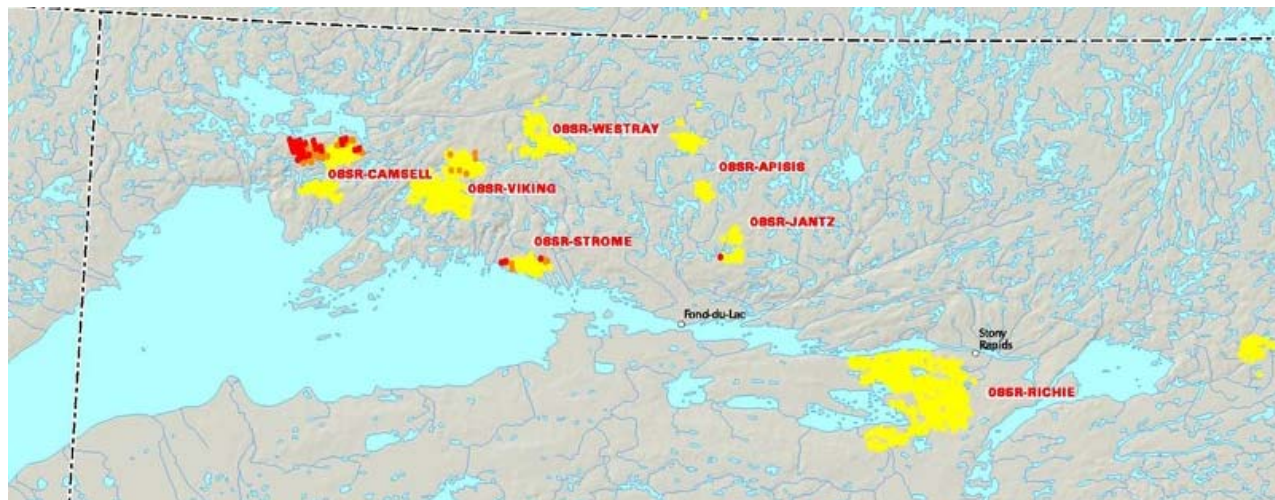 08SR-WESTRAY
08SR-CAMSELL
08SR-APISIS
08SR-VIKING
08SR-JANTZ
08SR-STROME
Fond-du-Lac
Stony
Rapids
08SR-RICHIE